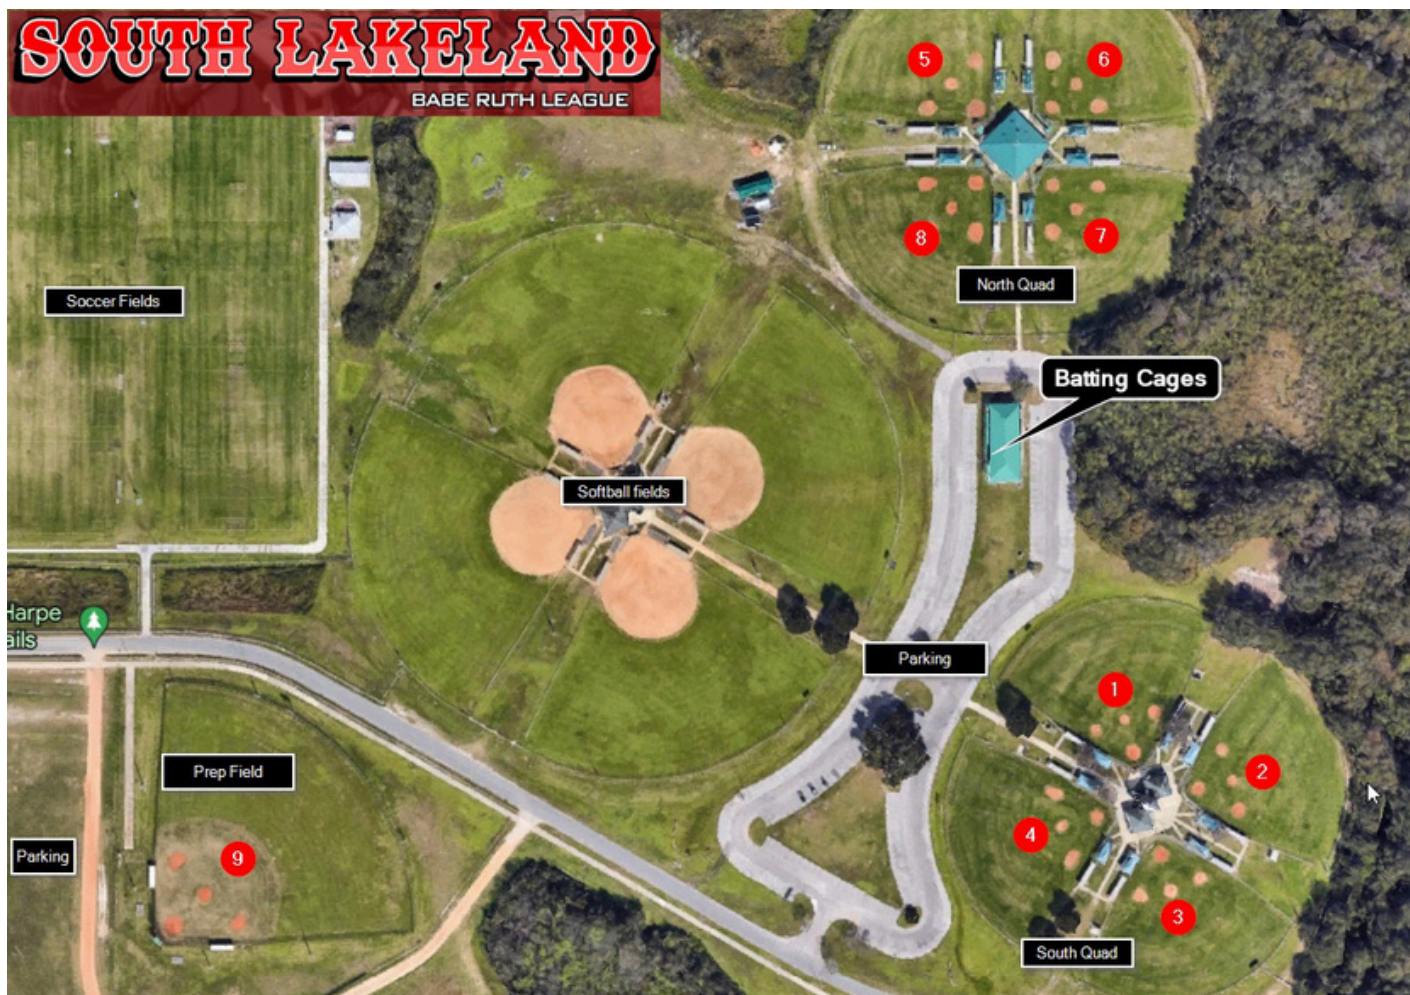 SOUTH LAKELAND
BABE RUTH LEAGUE
5
6
8
7
North Quad
Soccer Fields
Batting Cages
Softball fields
Harpe
ails
Parking
1
Prep Field
2
4
Parking
9
3
South Quad